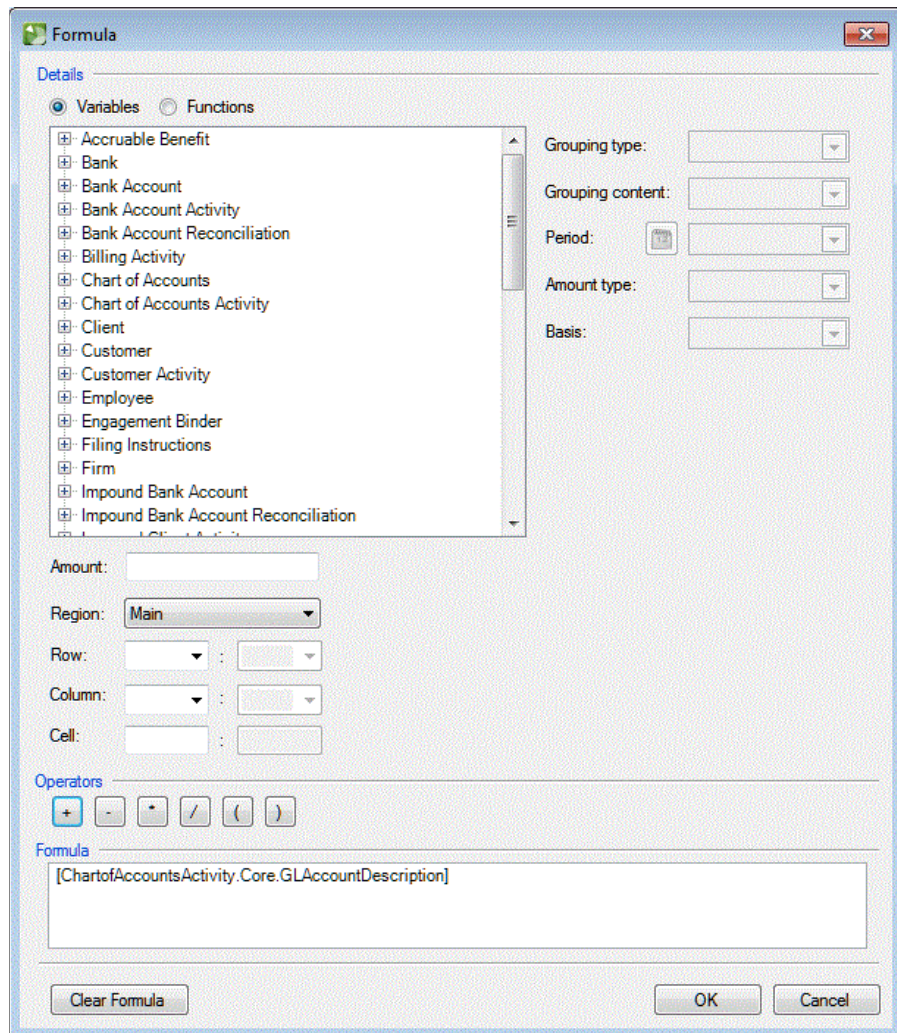 Formula
Details
Variables Functions
Accruable Benefit
Bank
Bank Account
Bank Account Activity
Bank Account Reconciliation
Billing Activity
Chart of Accounts
Chart of Accounts Activity
Client
Customer
Customer Activity
Employee
Engagement Binder
Filing Instructions
Firm
Impound Bank Account
Impound Bank Account Reconciliation
Grouping type:
Grouping content:
Period:
Amount type:
Basis:
Amount:
Region: Main
Row: :
Column: :
Cell: :
Operators
+ - * / ( )
Formula
[ChartofAccountsActivity.Core.GLAccountDescription]
Clear Formula OK Cancel